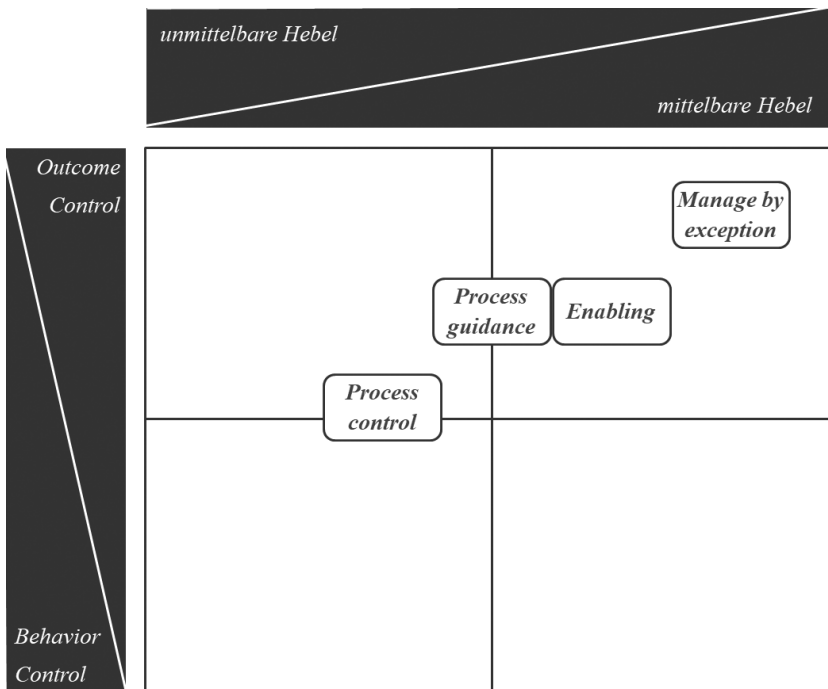 unmittelbare Hebel
mittelbare Hebel
Outcome
Control
Manage by
exception
Process
guidance
Enabling
Process
control
Behavior
Control